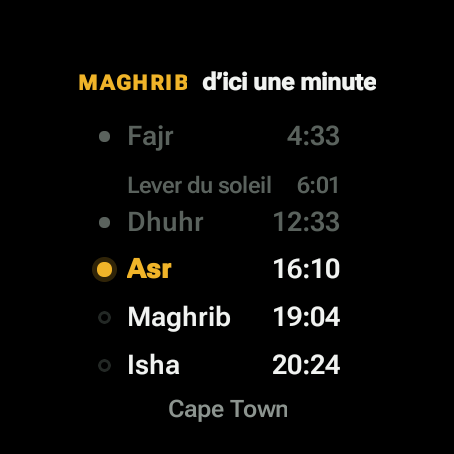 MAGHRIB d’ici une minute
Fajr 4:33
Lever du soleil 6:01
Dhuhr 12:33
Asr 16:10
Maghrib 19:04
Isha 20:24
Cape Town